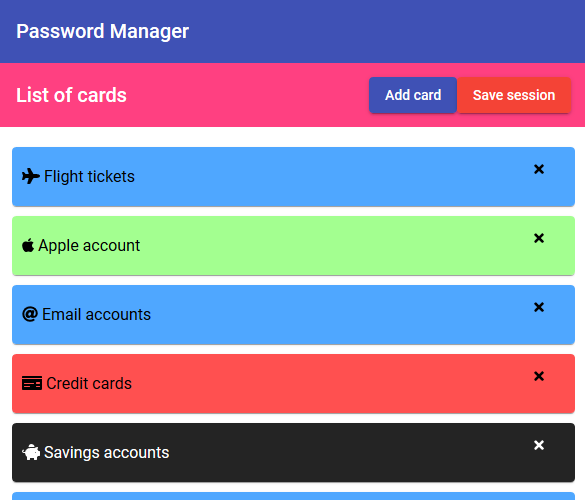 Password Manager
List of cards
Add card
Save session
Flight tickets
Apple account
@ Email accounts
Credit cards
Savings accounts